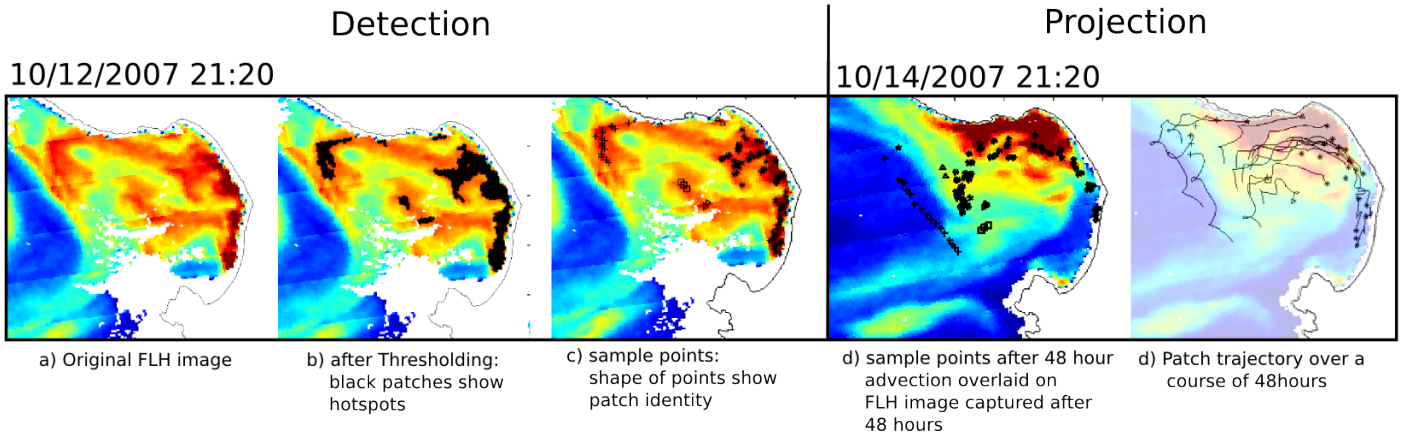 Detection
Projection
10/12/2007 21:20
10/14/2007 21:20
a) Original FLH image
b) after Thresholding:
black patches show
hotspots
c) sample points:
shape of points show
patch identity
d) sample points after 48 hour
advection overlaid on
FLH image captured after
48 hours
d) Patch trajectory over a
course of 48hours